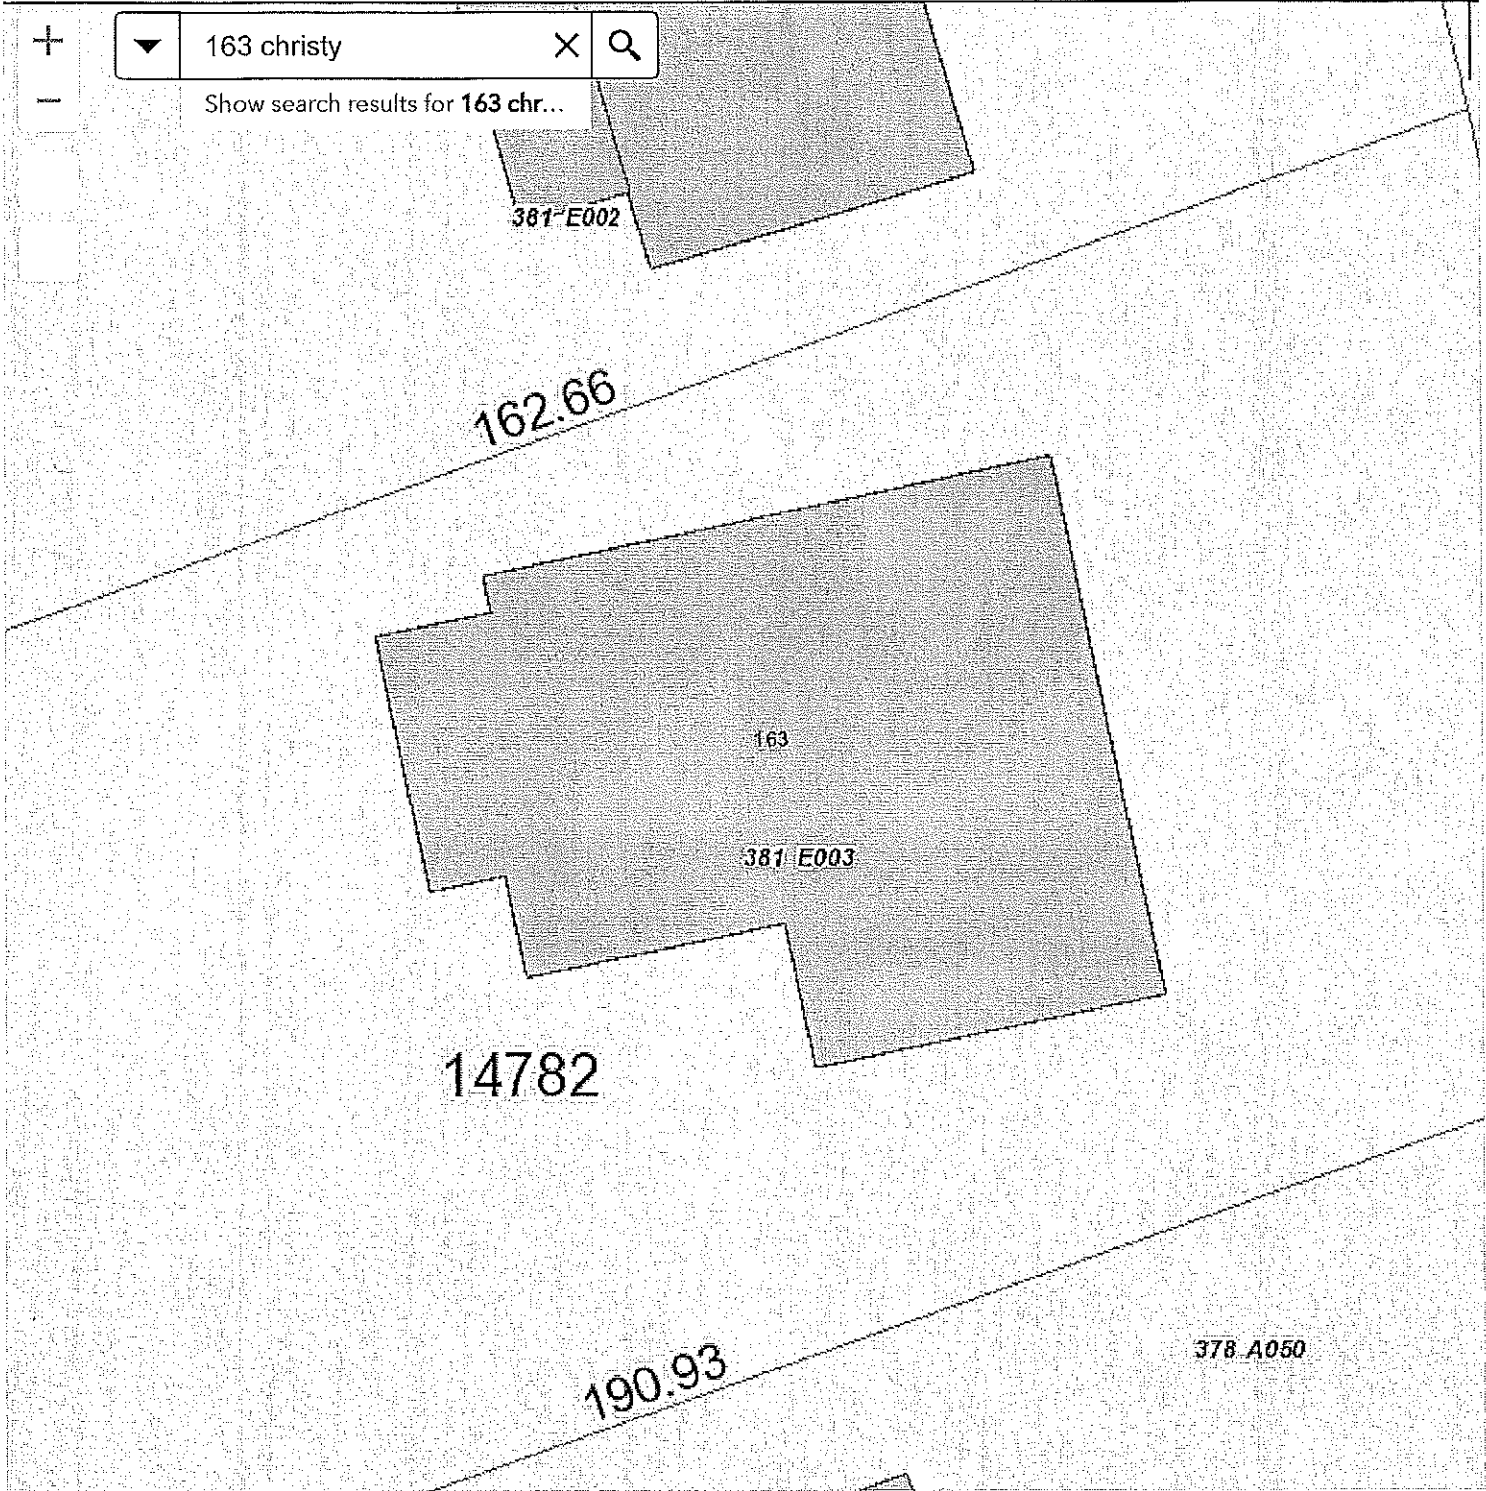 163 christy
Show search results for 163 chr...
381 E002
162.66
163
381 E003
14782
190.93
378 A050